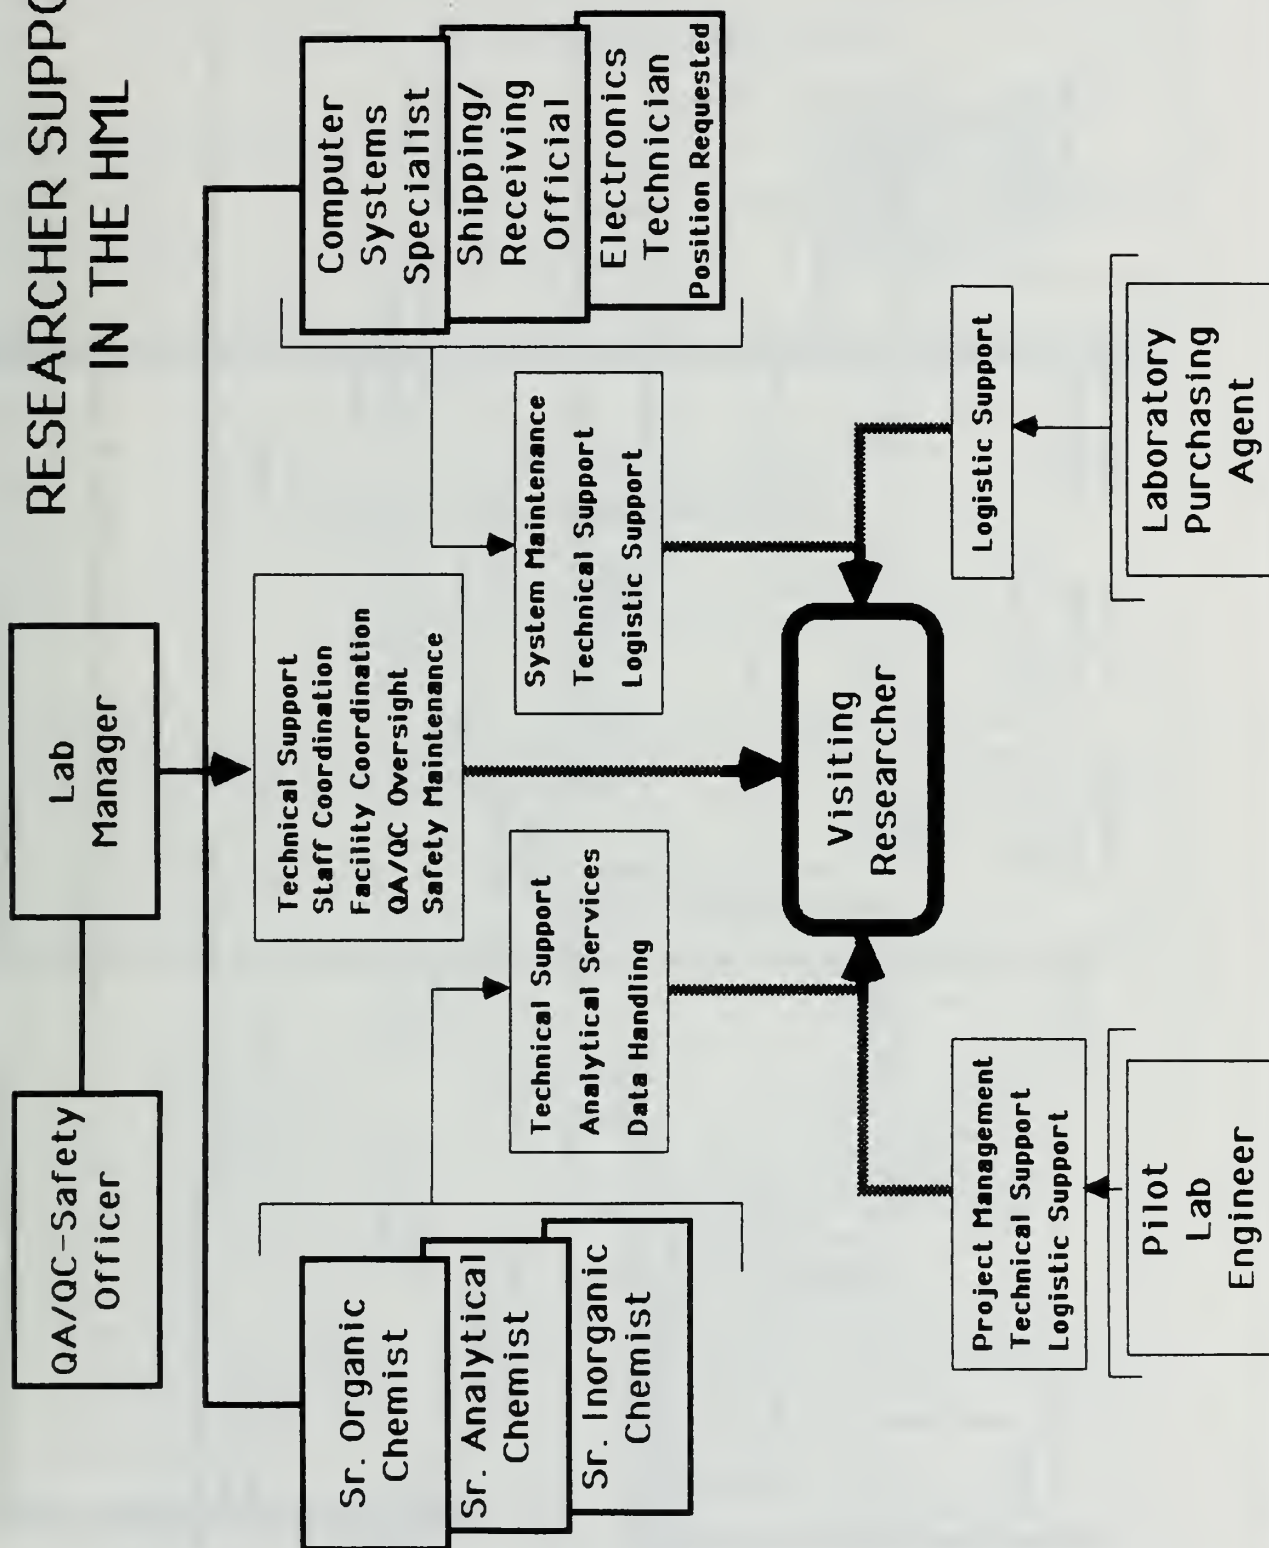 RESEARCHER
IN THE HML
QA/QC-Safety
Officer
Lab
Manager
Sr. Organic
Chemist
Sr. Analytical
Chemist
Sr. Inorganic
Chemist
Technical Support
Staff Coordination
Facility Coordination
QA/QC Oversight
Safety Maintenance
Computer
Systems
Specialist
Shipping/
Receiving
Official
Electronics
Technician
Position Requested
Technical Support
Analytical Services
Data Handling
System Maintenance
Technical Support
Logistic Support
Visiting
Researcher
Project Management
Technical Support
Logistic Support
Logistic Support
Pilot
Lab
Engineer
Laboratory
Purchasing
Agent